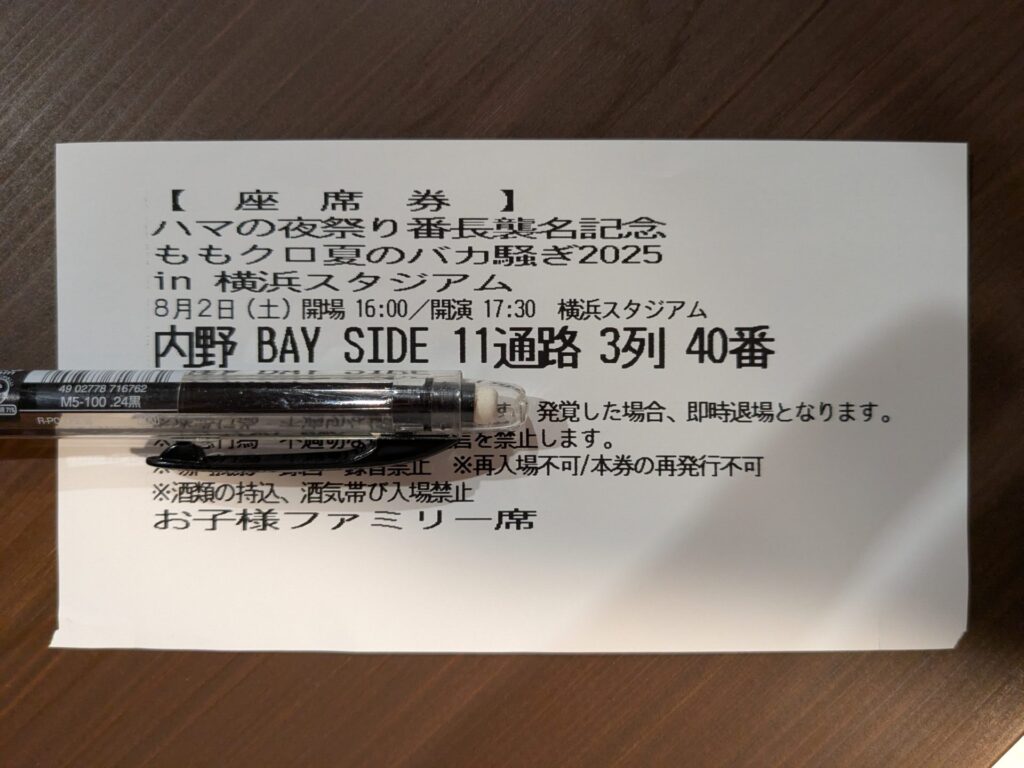 【 座 席 券 】
ハマの夜祭り番長襲名記念
ももクロ夏のバカ騒ぎ2025
in 横浜スタジアム
8月2日（土）開場 16:00／開演 17:30 横浜スタジアム
内野 BAY SIDE 11通路 3列 40番
49 02778 716762
M5-100 .24黒
発覚した場合、即時退場となります。
を禁止します。
録音禁止 ※再入場不可/本券の再発行不可
※酒類の持込、酒気帯び入場禁止
お子様ファミリー席